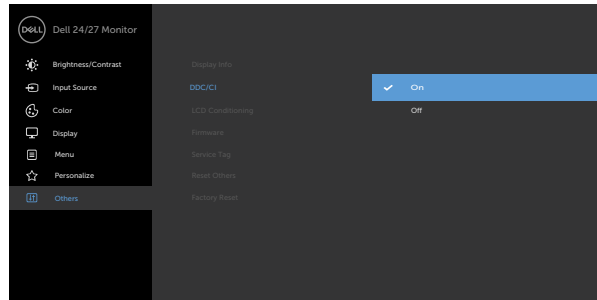 DELL
Dell 24/27 Monitor
Brightness/Contrast
Input Source
Color
Display
Menu
Personalize
Others
Display Info
DDC/CI
LCD Conditioning
Firmware
Service Tag
Reset Others
Factory Reset
On
Off